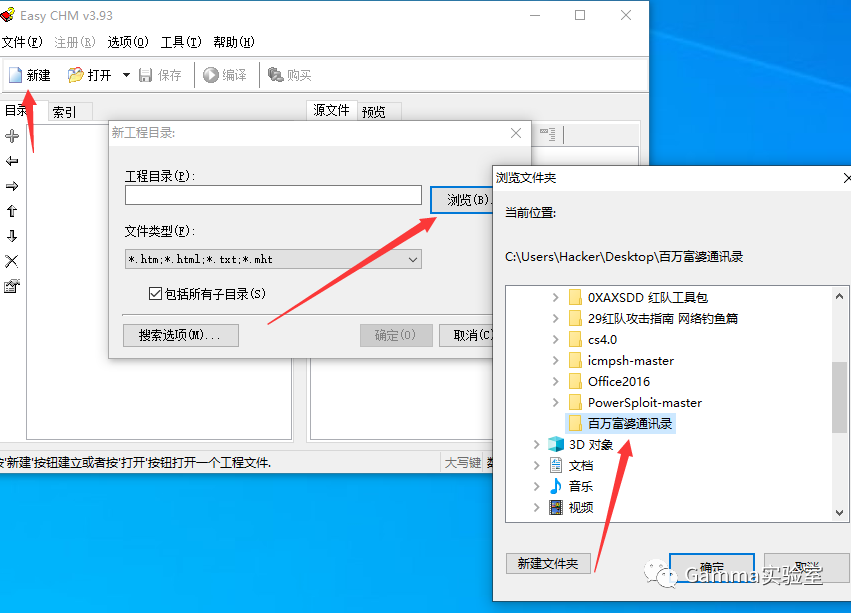 Easy CHM v3.93
文件(F) 注册(R) 选项(O) 工具(T) 帮助(H)
新建 打开 保存 编译 购买
目录 索引 源文件 预览
新工程目录:
工程目录(P):
浏览(B).
文件类型(F):
*.htm;*.html;*.txt;*.mht
包括所有子目录(S)
搜索选项(M)... 确定(O) 取消(C)
按'新建'按钮建立或者按'打开'按钮打开一个工程文件.
大写键
浏览文件夹
当前位置:
C:\Users\Hacker\Desktop\百万富婆通讯录
0XAXSDD 红队工具包
29红队攻击指南 网络钓鱼篇
cs4.0
icmpsh-master
Office2016
PowerSploit-master
百万富婆通讯录
3D 对象
文档
音乐
视频
新建文件夹 确定 取消
Gamma实验室